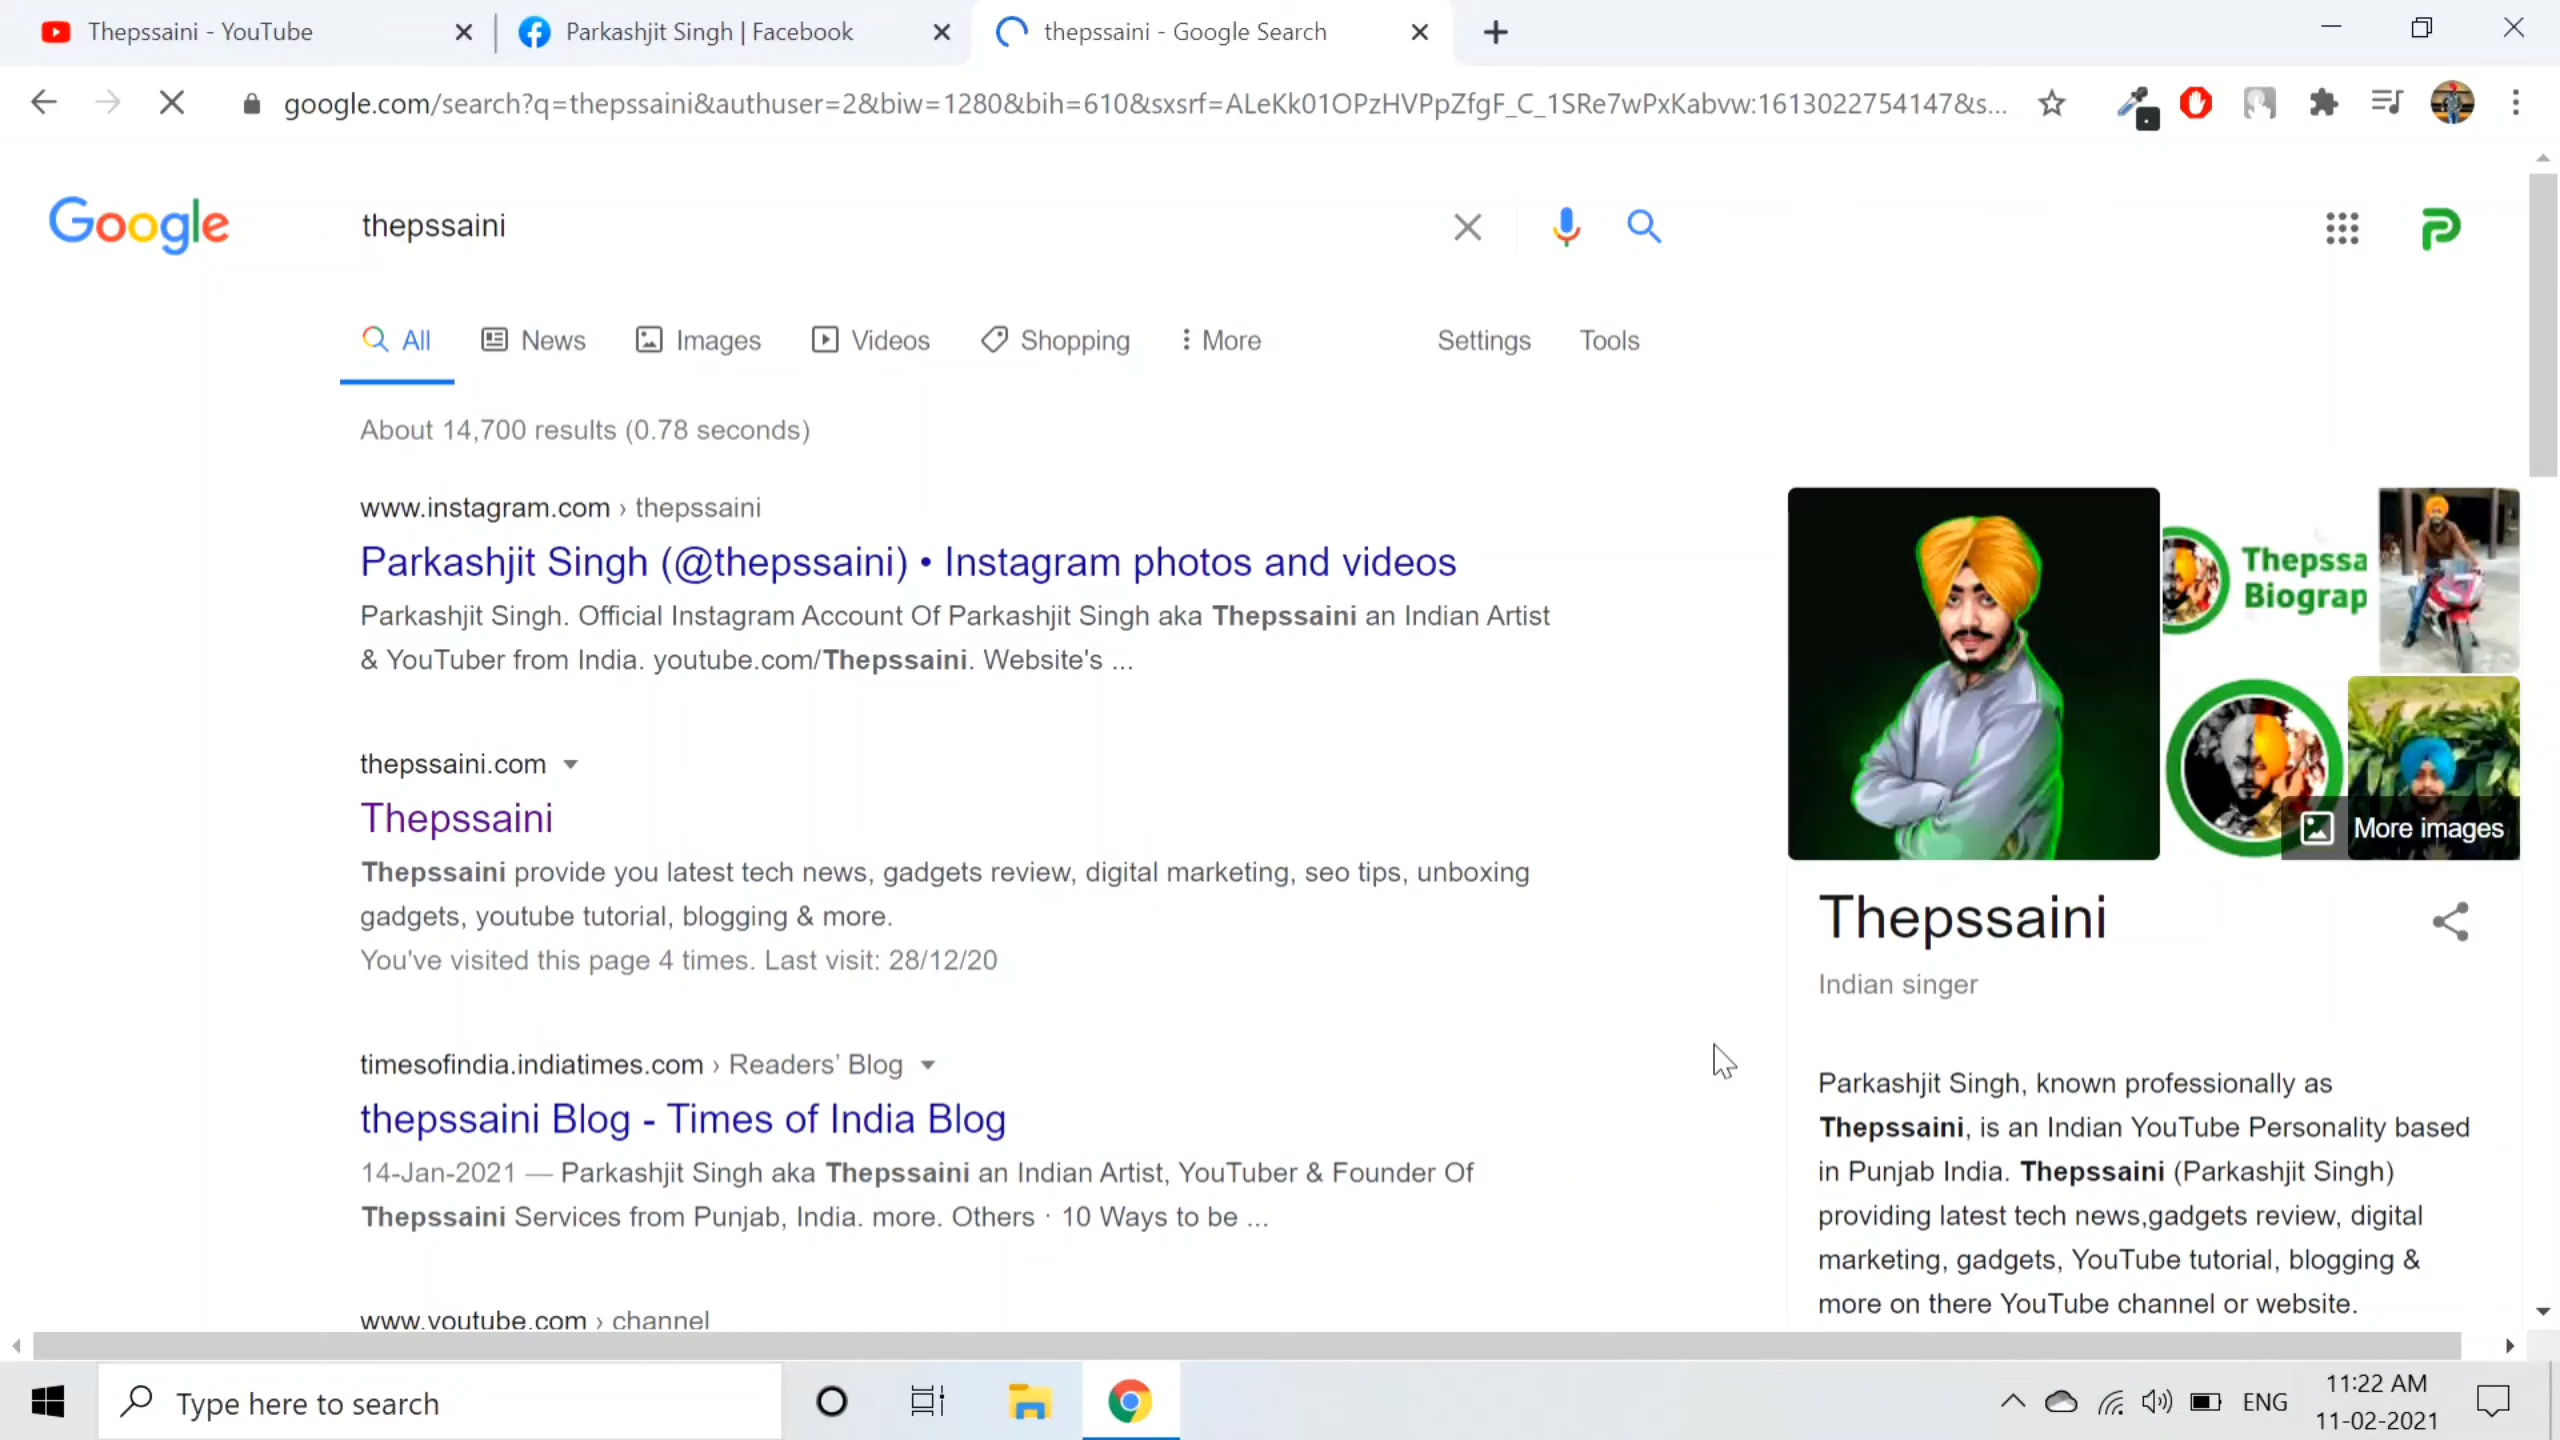 Thepssaini - YouTube
Parkashjit Singh | Facebook
thepssaini - Google Search
google.com/search?q=thepssaini&authuser=2&biw=1280&bih=610&sxsrf=ALeKk01OPzHVPpZfgF_C_1SRe7wPxKabvw:1613022754147&s...
Google
thepssaini
All
News
Images
Videos
Shopping
More
Settings
Tools
About 14,700 results (0.78 seconds)
www.instagram.com › thepssaini
Parkashjit Singh (@thepssaini) • Instagram photos and videos
Parkashjit Singh. Official Instagram Account Of Parkashjit Singh aka Thepssaini an Indian Artist
& YouTuber from India. youtube.com/Thepssaini. Website's ...
thepssaini.com
Thepssaini
Thepssaini provide you latest tech news, gadgets review, digital marketing, seo tips, unboxing
gadgets, youtube tutorial, blogging & more.
You've visited this page 4 times. Last visit: 28/12/20
timesofindia.indiatimes.com › Readers’ Blog
thepssaini Blog - Times of India Blog
14-Jan-2021 — Parkashjit Singh aka Thepssaini an Indian Artist, YouTuber & Founder Of
Thepssaini Services from Punjab, India. more. Others · 10 Ways to be ...
www.youtube.com › channel
Thepssa
Biograp
More images
Thepssaini
Indian singer
Parkashjit Singh, known professionally as
Thepssaini, is an Indian YouTube Personality based
in Punjab India. Thepssaini (Parkashjit Singh)
providing latest tech news,gadgets review, digital
marketing, gadgets, YouTube tutorial, blogging &
more on there YouTube channel or website.
Type here to search
ENG
11:22 AM
11-02-2021